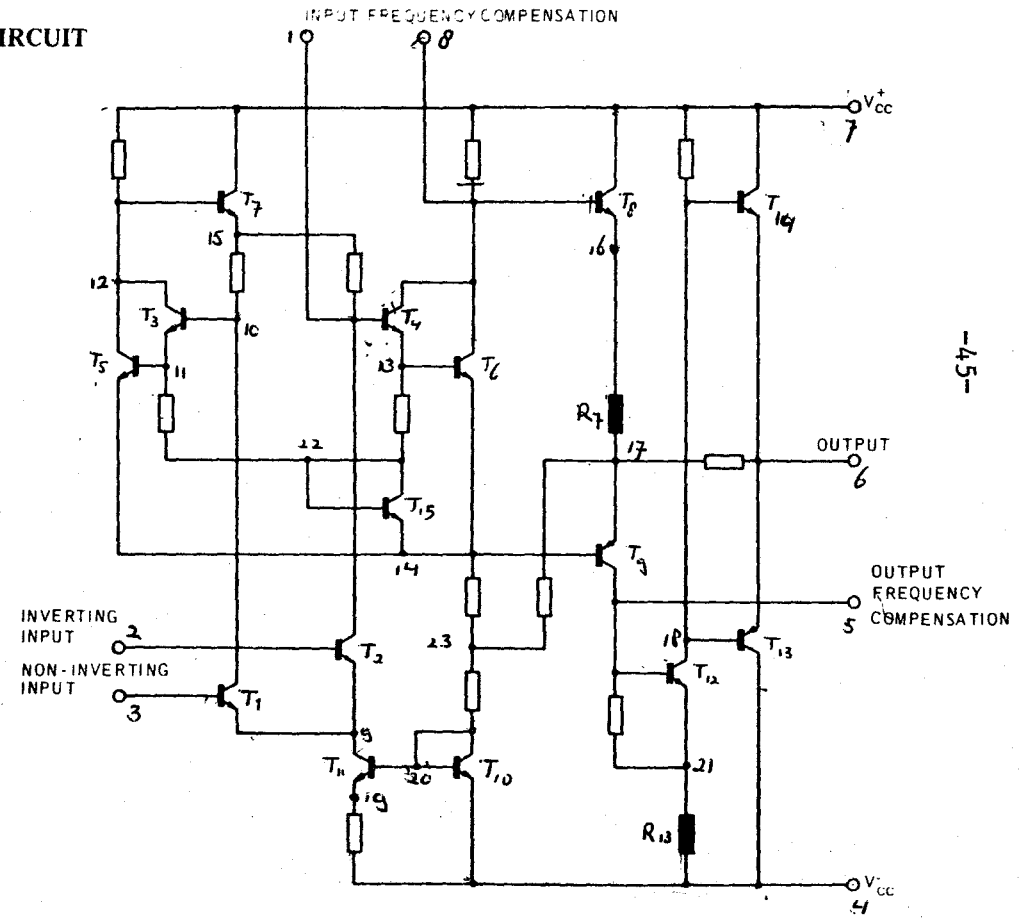 INPUT FREQUENCY COMPENSATION
IRCUIT
1
8
V+CC
7
T7
T8
T14
15
16
12
T3
10
T4
T5
11
13
T6
R7
22
17
OUTPUT
6
T15
14
T9
OUTPUT
FREQUENCY
COMPENSATION
5
INVERTING
INPUT
2
T2
23
18
T13
NON-INVERTING
INPUT
3
T1
T12
9
T11
20
T10
21
19
R13
V-CC
4
-45-